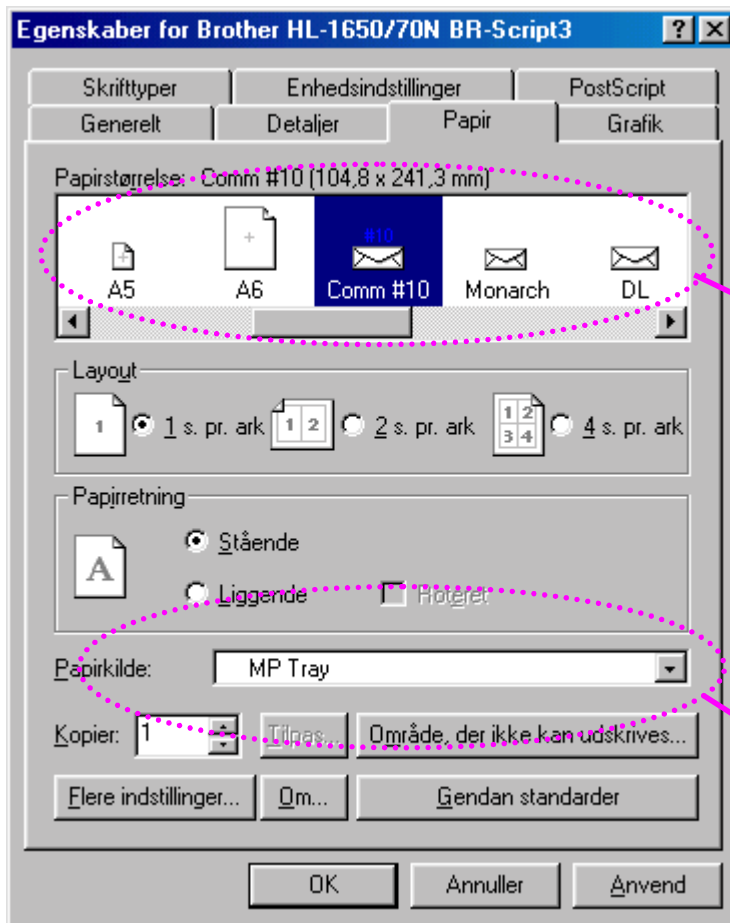 Egenskaber for Brother HL-1650/70N BR-Script3
Skrifttyper Enhedsindstillinger PostScript
Generelt Detaljer Papir Grafik
Papirstørrelse: Comm #10 (104,8 x 241,3 mm)
#10
A5 A6 Comm #10 Monarch DL
Layout
1 1 s. pr. ark 1 2 2 s. pr. ark 1 2 3 4 4 s. pr. ark
Papirretning
A
Stående
Liggende Roteret
Papirkilde: MP Tray
Kopier: 1 Tilpas... Område, der ikke kan udskrives...
Flere indstillinger... Om... Gendan standarder
OK Annuller Anvend